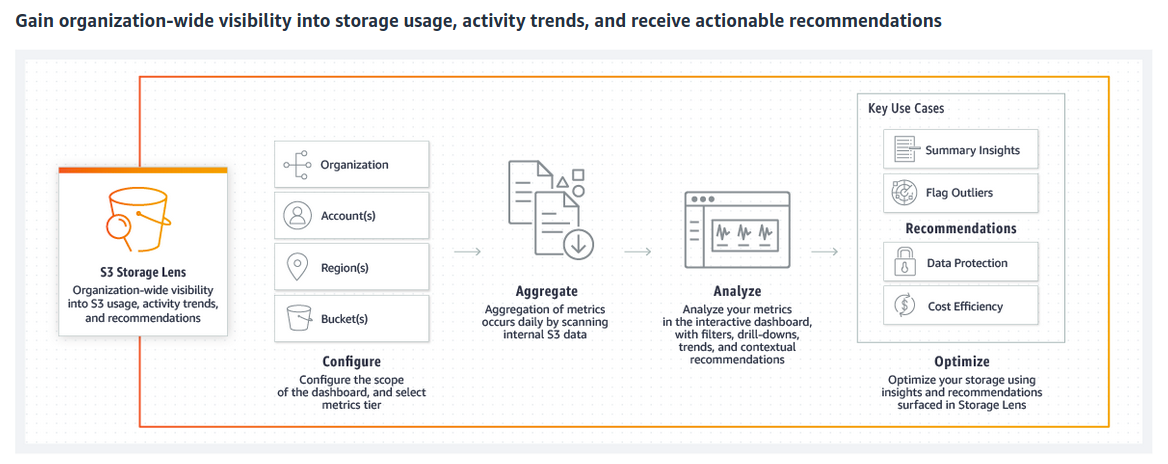 Gain organization-wide visibility into storage usage, activity trends, and receive actionable recommendations
S3 Storage Lens
Organization-wide visibility
into S3 usage, activity trends,
and recommendations
Organization
Account(s)
Region(s)
Bucket(s)
Configure
Configure the scope
of the dashboard, and select
metrics tier
Aggregate
Aggregation of metrics
occurs daily by scanning
internal S3 data
Analyze
Analyze your metrics
in the interactive dashboard,
with filters, drill-downs,
trends, and contextual
recommendations
Key Use Cases
Summary Insights
Flag Outliers
Recommendations
Data Protection
Cost Efficiency
Optimize
Optimize your storage using
insights and recommendations
surfaced in Storage Lens